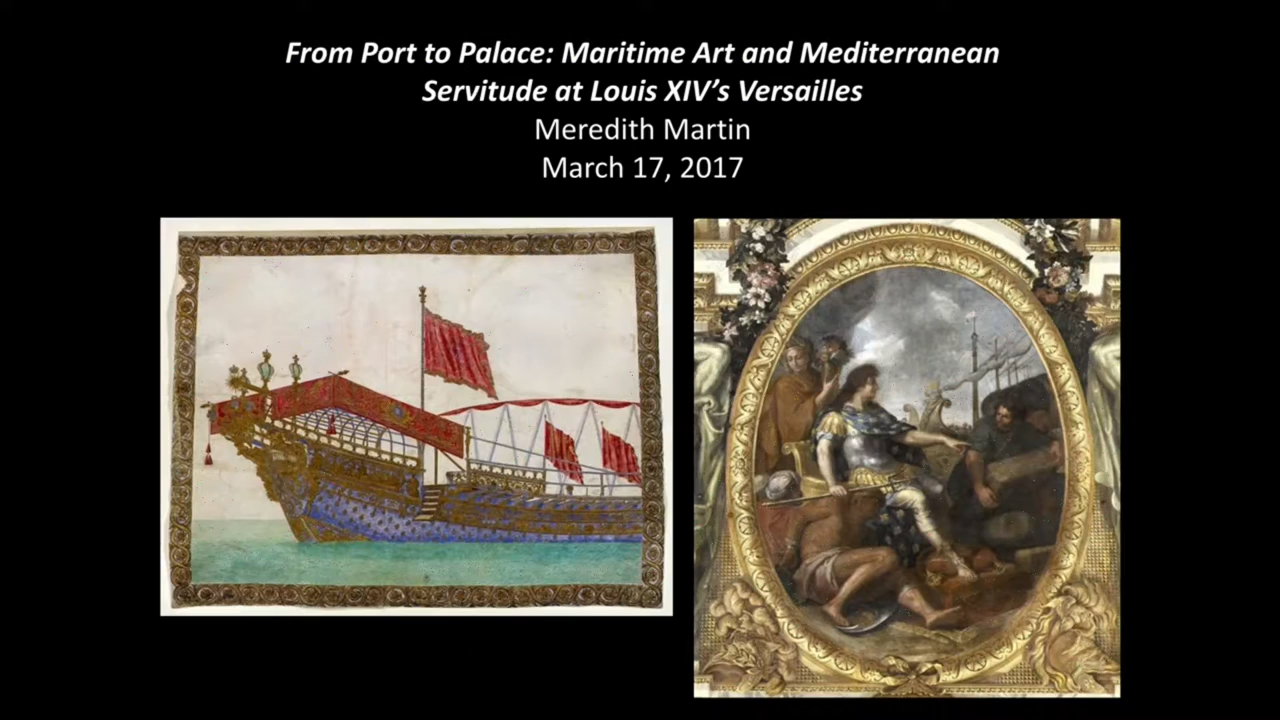 From Port to Palace: Maritime Art and Mediterranean
Servitude at Louis XIV’s Versailles
Meredith Martin
March 17, 2017